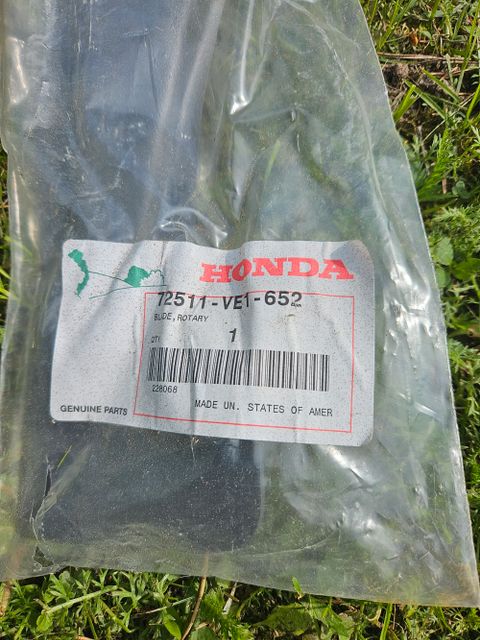 HONDA
72511-VE1-652
BLADE, ROTARY
QTY 1
228068
MADE UN. STATES OF AMER
GENUINE PARTS